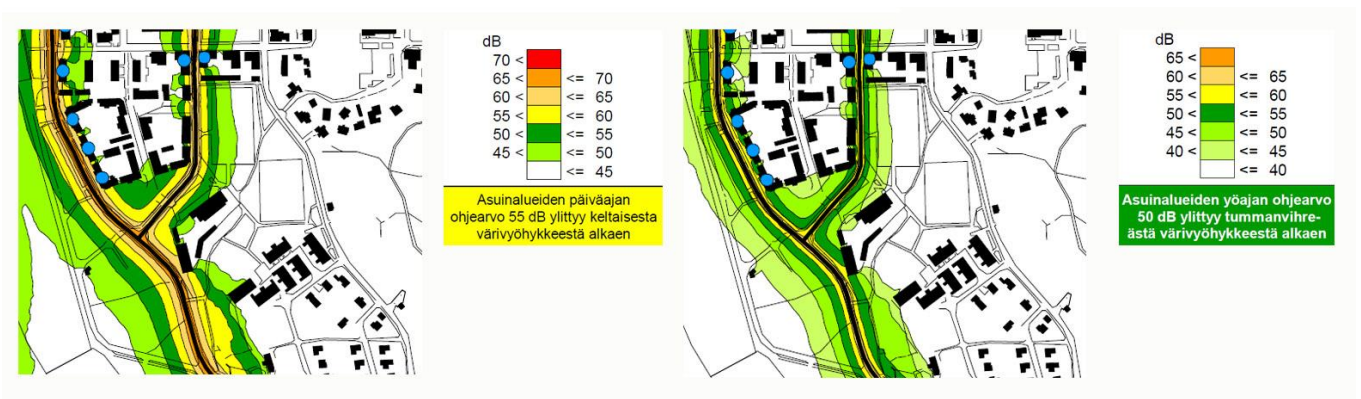 dB
70 <
65 < <= 70
60 < <= 65
55 < <= 60
50 < <= 55
45 < <= 50
<= 45
Asuinalueiden päiväajan
ohjearvo 55 dB ylittyy keltaisesta
värivyöhykkeestä alkaen
dB
65 <
60 < <= 65
55 < <= 60
50 < <= 55
45 < <= 50
40 < <= 45
<= 40
Asuinalueiden yöajan ohjearvo
50 dB ylittyy tummanvihre-
ästä värivyöhykkeestä alkaen